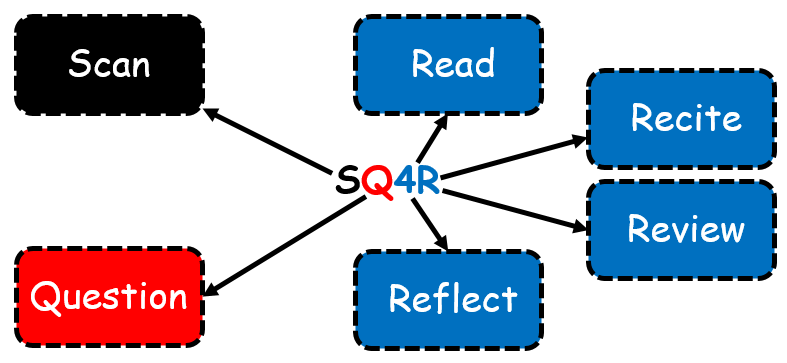 Scan
Read
Recite
SQ4R
Review
Question
Reflect